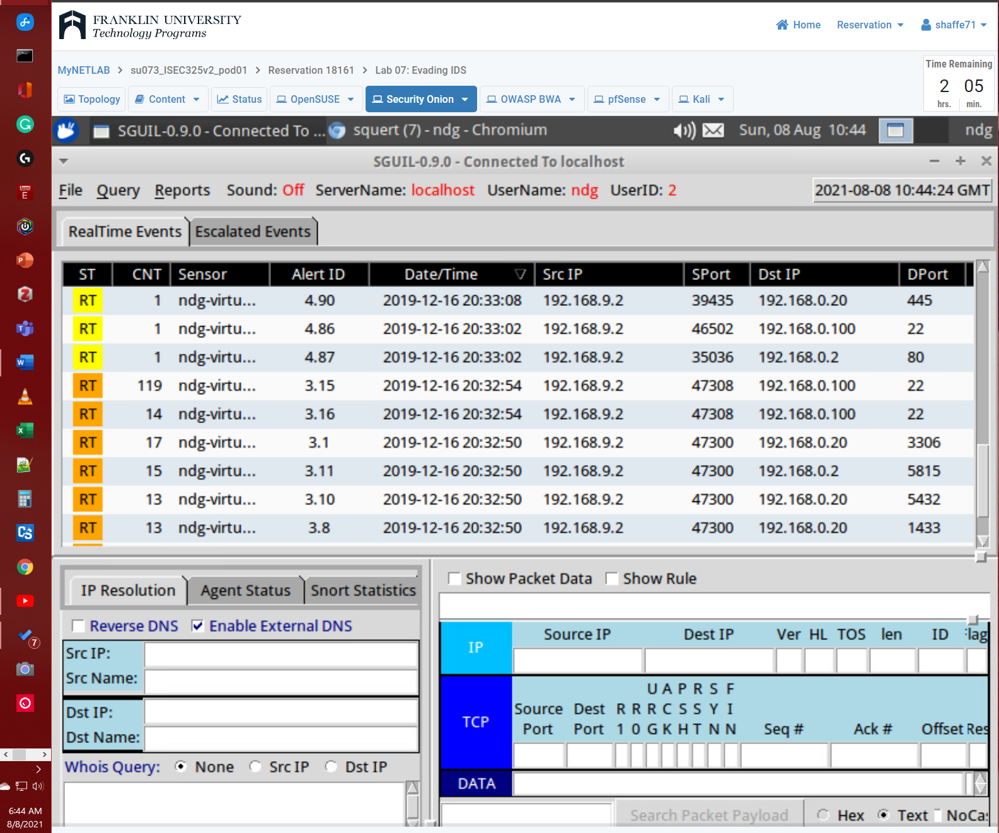 FRANKLIN UNIVERSITY
Technology Programs
Home Reservation shaffe71
MyNETLAB > su073_ISEC325v2_pod01 > Reservation 18161 > Lab 07: Evading IDS
Time Remaining
2 05
hrs. min.
Topology Content Status OpenSUSE Security Onion OWASP BWA pfSense Kali
SGUIL-0.9.0 - Connected To ... squert (7) - ndg - Chromium Sun, 08 Aug 10:44 ndg
SGUIL-0.9.0 - Connected To localhost
File Query Reports Sound: Off ServerName: localhost UserName: ndg UserID: 2 2021-08-08 10:44:24 GMT
RealTime Events Escalated Events
ST CNT Sensor Alert ID Date/Time Src IP SPort Dst IP DPort
RT 1 ndg-virtu... 4.90 2019-12-16 20:33:08 192.168.9.2 39435 192.168.0.20 445
RT 1 ndg-virtu... 4.86 2019-12-16 20:33:02 192.168.9.2 46502 192.168.0.100 22
RT 1 ndg-virtu... 4.87 2019-12-16 20:33:02 192.168.9.2 35036 192.168.0.2 80
RT 119 ndg-virtu... 3.15 2019-12-16 20:32:54 192.168.9.2 47308 192.168.0.100 22
RT 14 ndg-virtu... 3.16 2019-12-16 20:32:54 192.168.9.2 47308 192.168.0.100 22
RT 17 ndg-virtu... 3.1 2019-12-16 20:32:50 192.168.9.2 47300 192.168.0.20 3306
RT 15 ndg-virtu... 3.11 2019-12-16 20:32:50 192.168.9.2 47300 192.168.0.2 5815
RT 13 ndg-virtu... 3.10 2019-12-16 20:32:50 192.168.9.2 47300 192.168.0.20 5432
RT 13 ndg-virtu... 3.8 2019-12-16 20:32:50 192.168.9.2 47300 192.168.0.20 1433
IP Resolution Agent Status Snort Statistics
Reverse DNS Enable External DNS
Src IP:
Src Name:
Dst IP:
Dst Name:
Whois Query: None Src IP Dst IP
Show Packet Data Show Rule
IP Source IP Dest IP Ver HL TOS len ID lag
U A P R S F
Source Dest R R R C S S Y I
TCP Port Port 1 0 G K H T N N Seq # Ack # Offset Res
DATA
Search Packet Payload Hex Text NoCa
7
6:44 AM
8/8/2021